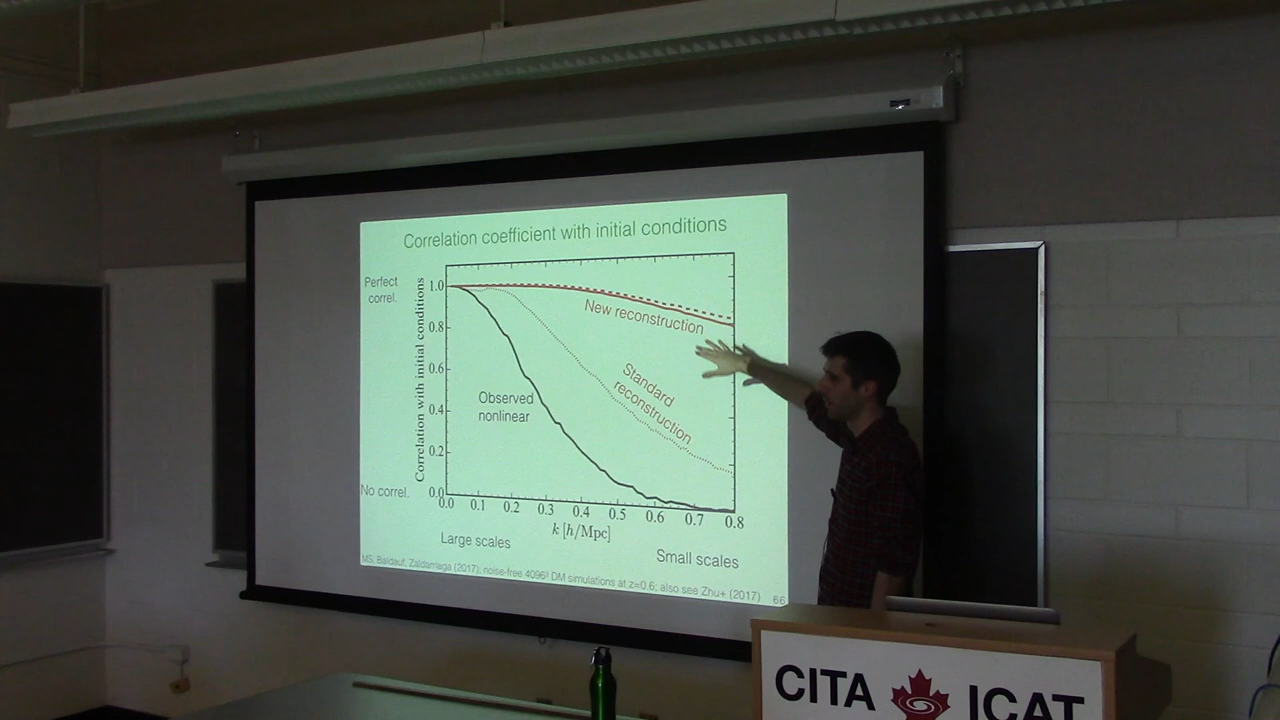 Correlation coefficient with initial conditions
Perfect
correl.
Correlation with initial conditions
1.0
0.8
0.6
0.4
0.2
0.0
No correl.
New reconstruction
Standard
reconstruction
Observed
nonlinear
0.0 0.1 0.2 0.3 0.4 0.5 0.6 0.7 0.8
k [h/Mpc]
Large scales
Small scales
MS, Baldauf, Zaldarriaga (2017); noise-free 4096³ DM simulations at z=0.6; also see Zhu+ (2017) 66
CITA ICAT